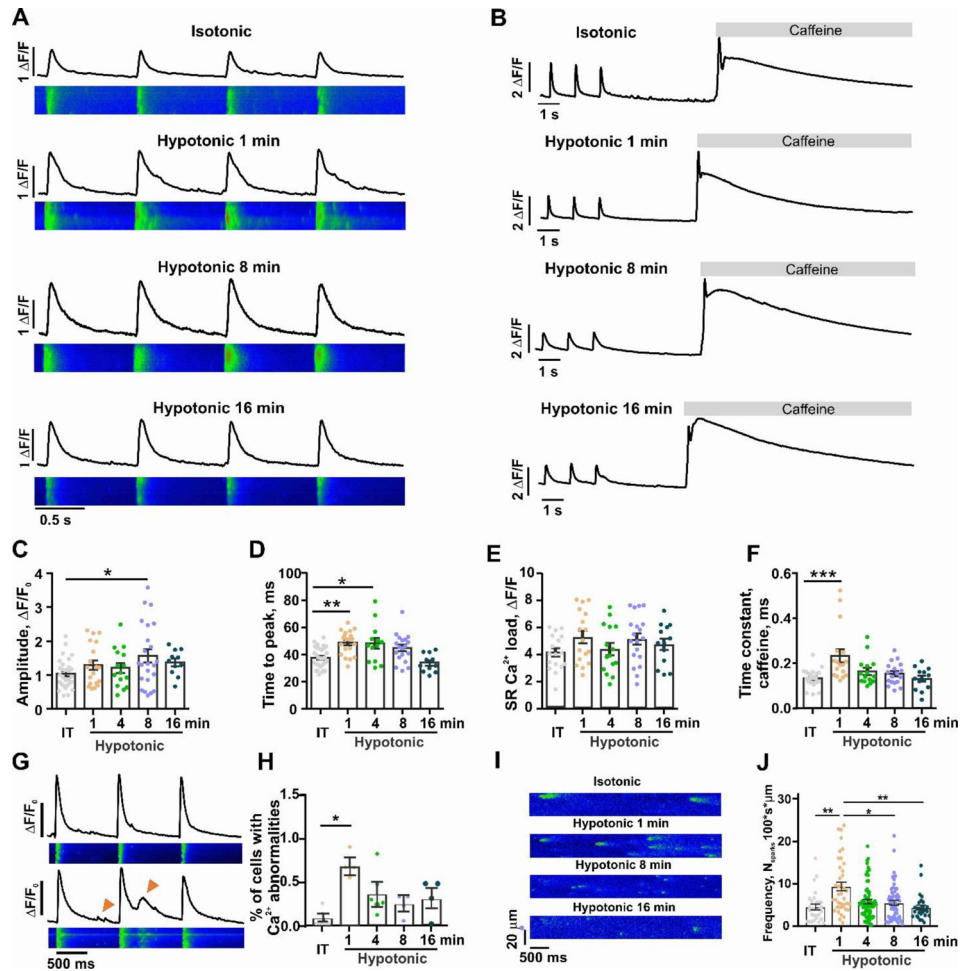 A
Isotonic
1 ΔF/F
Hypotonic 1 min
1 ΔF/F
Hypotonic 8 min
1 ΔF/F
Hypotonic 16 min
1 ΔF/F
0.5 s
B
Isotonic
Caffeine
2 ΔF/F
1 s
Hypotonic 1 min
Caffeine
2 ΔF/F
1 s
Hypotonic 8 min
Caffeine
2 ΔF/F
1 s
Hypotonic 16 min
Caffeine
2 ΔF/F
1 s
C
Amplitude, ΔF/F₀
4
3
2
1
0
*
IT
1 4 8 16 min
Hypotonic
D
Time to peak, ms
100
80
60
40
20
0
*
**
IT
1 4 8 16 min
Hypotonic
E
SR Ca²⁺ load, ΔF/F
10
8
6
4
2
0
IT
1 4 8 16 min
Hypotonic
F
Time constant,
caffeine, ms
0.6
0.4
0.2
0.0
***
IT
1 4 8 16 min
Hypotonic
G
ΔF/F₀
ΔF/F₀
500 ms
H
% of cells with
Ca²⁺ abnormalities
1.5
1.0
0.5
0.0
*
IT
1 4 8 16 min
Hypotonic
I
Isotonic
Hypotonic 1 min
Hypotonic 8 min
Hypotonic 16 min
20 μm
500 ms
J
Frequency, N sparks 100*s*μm
30
20
10
0
**
**
*
IT
1 4 8 16 min
Hypotonic